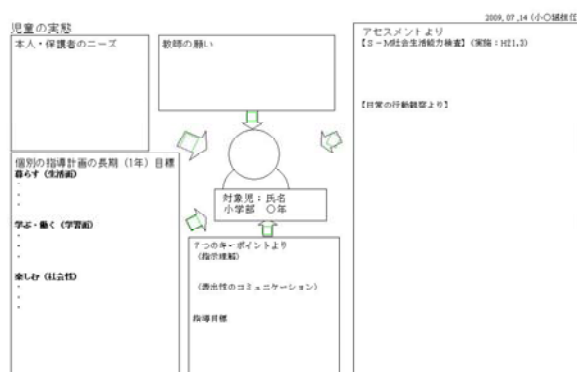 2009,07,14 (小○組担任
児童の実態
本人・保護者のニーズ
教師の願い
アセスメントより
【S-M社会生活能力検査】(実施:H21.3)
【日常の行動観察より】
個別の指導計画の長期(1年)目標
暮らす(生活面)
・
・
・
学ぶ・働く(学習面)
・
・
・
楽しむ(社会性)
・
・
・
対象児:氏名
小学部 ○年
7つのキーポイントより
(指示理解)
(表出性のコミュニケーション)
指導目標